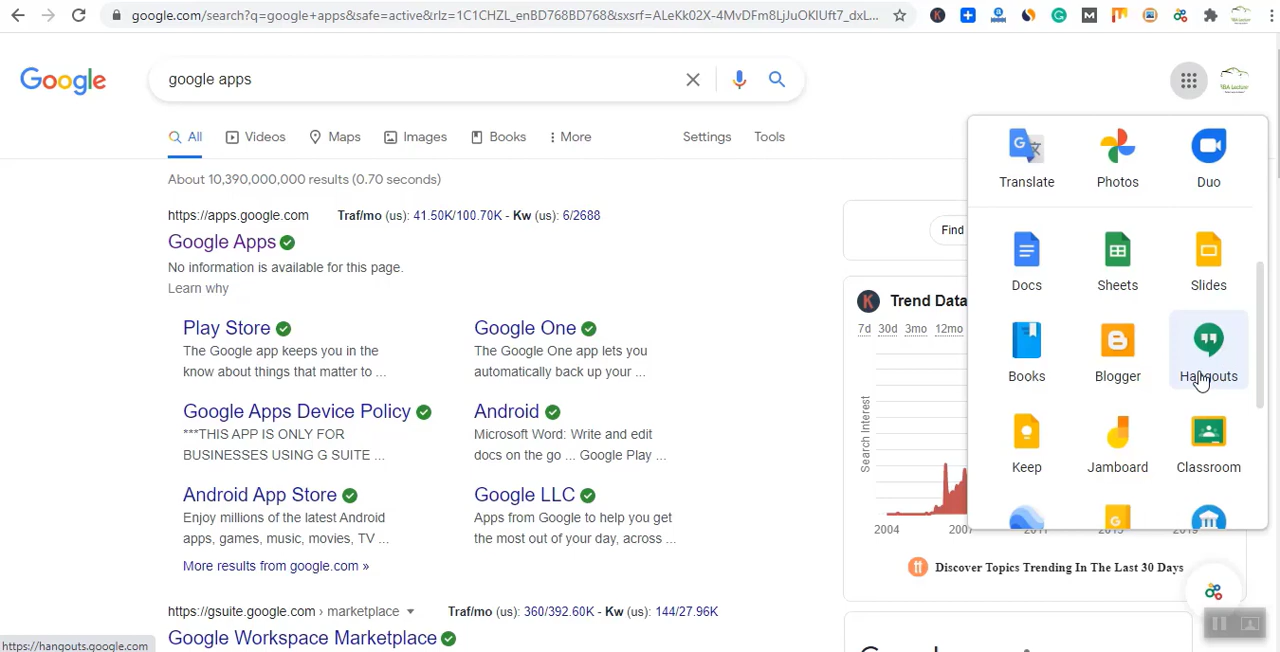 google.com/search?q=google+apps&safe=active&rlz=1C1CHZL_enBD768BD768&sxsrf=ALeKk02X-4MvDFm8LjJuOKIUft7_dxL...
Google
google apps
All Videos Maps Images Books More Settings Tools
About 10,390,000,000 results (0.70 seconds)
https://apps.google.com Traf/mo (us): 41.50K/100.70K - Kw (us): 6/2688
Google Apps
No information is available for this page.
Learn why
Play Store
The Google app keeps you in the
know about things that matter to ...
Google One
The Google One app lets you
automatically back up your ...
Google Apps Device Policy
***THIS APP IS ONLY FOR
BUSINESSES USING G SUITE ...
Android
Microsoft Word: Write and edit
docs on the go ... Google Play ...
Android App Store
Enjoy millions of the latest Android
apps, games, music, movies, TV ...
Google LLC
Apps from Google to help you get
the most out of your day, across ...
More results from google.com »
https://gsuite.google.com › marketplace Traf/mo (us): 360/392.60K - Kw (us): 144/27.96K
Google Workspace Marketplace
https://hangouts.google.com
Find
K Trend Data
7d 30d 3mo 12mo
Search Interest
2004
Discover Topics Trending In The Last 30 Days
Translate Photos Duo
Docs Sheets Slides
Books Blogger Hangouts
Keep Jamboard Classroom